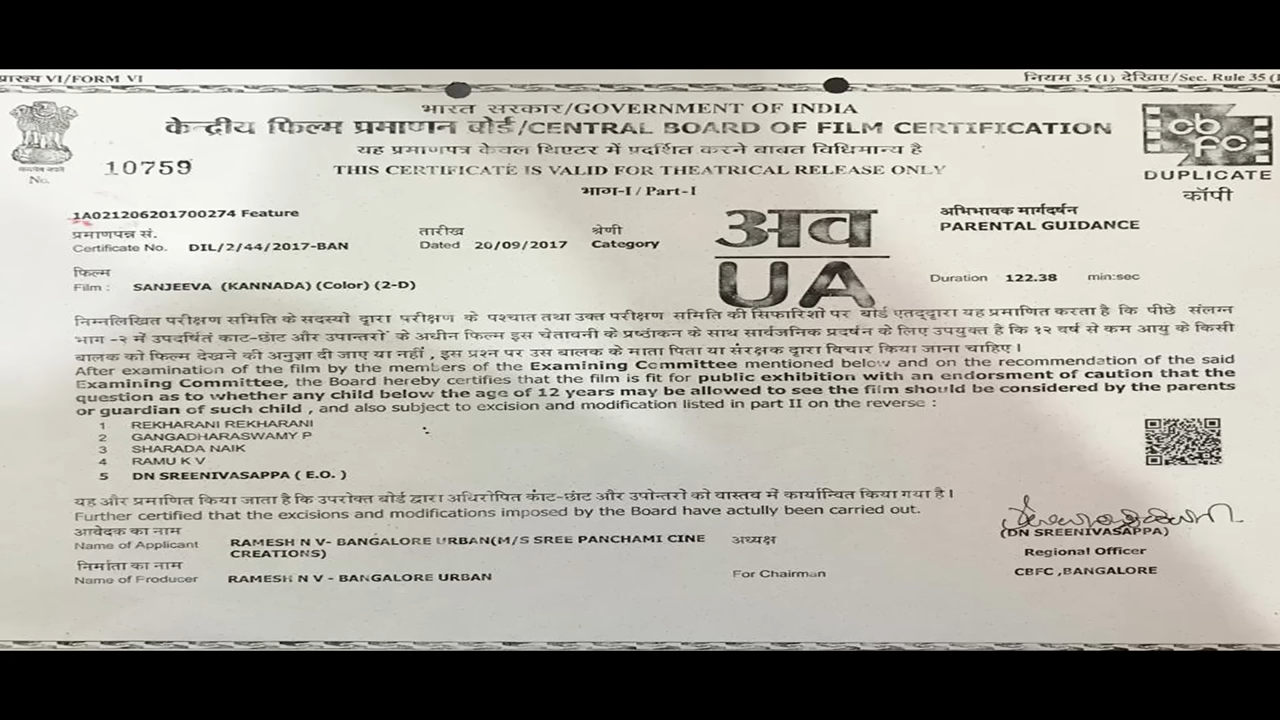 प्रारूप VI/FORM VI
नियम 35 (1) देखिए/Sec. Rule 35 (1
भारत सरकार/GOVERNMENT OF INDIA
केन्द्रीय फिल्म प्रमाणन बोर्ड/CENTRAL BOARD OF FILM CERTIFICATION
यह प्रमाणपत्र केवल थिएटर में प्रदर्शित करने बाबत विधिमान्य है
THIS CERTIFICATE IS VALID FOR THEATRICAL RELEASE ONLY
भाग-I / Part-I
No. 10759
cbfc
DUPLICATE
कॉपी
1A021206201700274 Feature
प्रमाणपत्र सं. तारीख श्रेणी
Certificate No. DIL/2/44/2017-BAN Dated 20/09/2017 Category
अव
UA
अभिभावक मार्गदर्षन
PARENTAL GUIDANCE
फिल्म
Film : SANJEEVA (KANNADA) (Color) (2-D)
Duration 122.38 min:sec
निम्नलिखित परीक्षण समिति के सदस्यो द्वारा परीक्षण के पश्चात तथा उक्त परीक्षण समिति की सिफारिशो पर बोर्ड एतद्द्वारा यह प्रमाणित करता है कि पीछे संलग्न
भाग -२ में उपदर्षित काट-छाँट और उपान्तरों के अधीन फिल्म इस चेतावनी के प्रष्ठांकन के साथ सार्वजनिक प्रदर्षन के लिए उपयुक्त है कि १२ वर्ष से कम आयु के किसी
बालक को फिल्म देखने की अनुज्ञा दी जाए या नहीं , इस प्रश्न पर उस बालक के माता पिता या संरक्षक द्वारा विचार किया जाना चाहिए ।
After examination of the film by the members of the Examining Committee mentioned below and on the recommendation of the said
Examining Committee, the Board hereby certifies that the film is fit for public exhibition with an endorsment of caution that the
question as to whether any child below the age of 12 years may be allowed to see the film should be considered by the parents
or guardian of such child , and also subject to excision and modification listed in part II on the reverse :
1 REKHARANI REKHARANI
2 GANGADHARASWAMY P
3 SHARADA NAIK
4 RAMU K V
5 DN SREENIVASAPPA ( E.O. )
यह और प्रमाणित किया जाता है कि उपरोक्त बोर्ड द्वारा अधिरोपित कांट-छांट और उपोन्तरो को वास्तव में कार्यान्वित किया गया है ।
Further certified that the excisions and modifications imposed by the Board have actully been carried out.
आवेदक का नाम
Name of Applicant RAMESH N V- BANGALORE URBAN(M/S SREE PANCHAMI CINE
CREATIONS)
अध्यक्ष
निर्माता का नाम
Name of Producer RAMESH N V - BANGALORE URBAN
For Chairman
(DN SREENIVASAPPA)
Regional Officer
CBFC ,BANGALORE